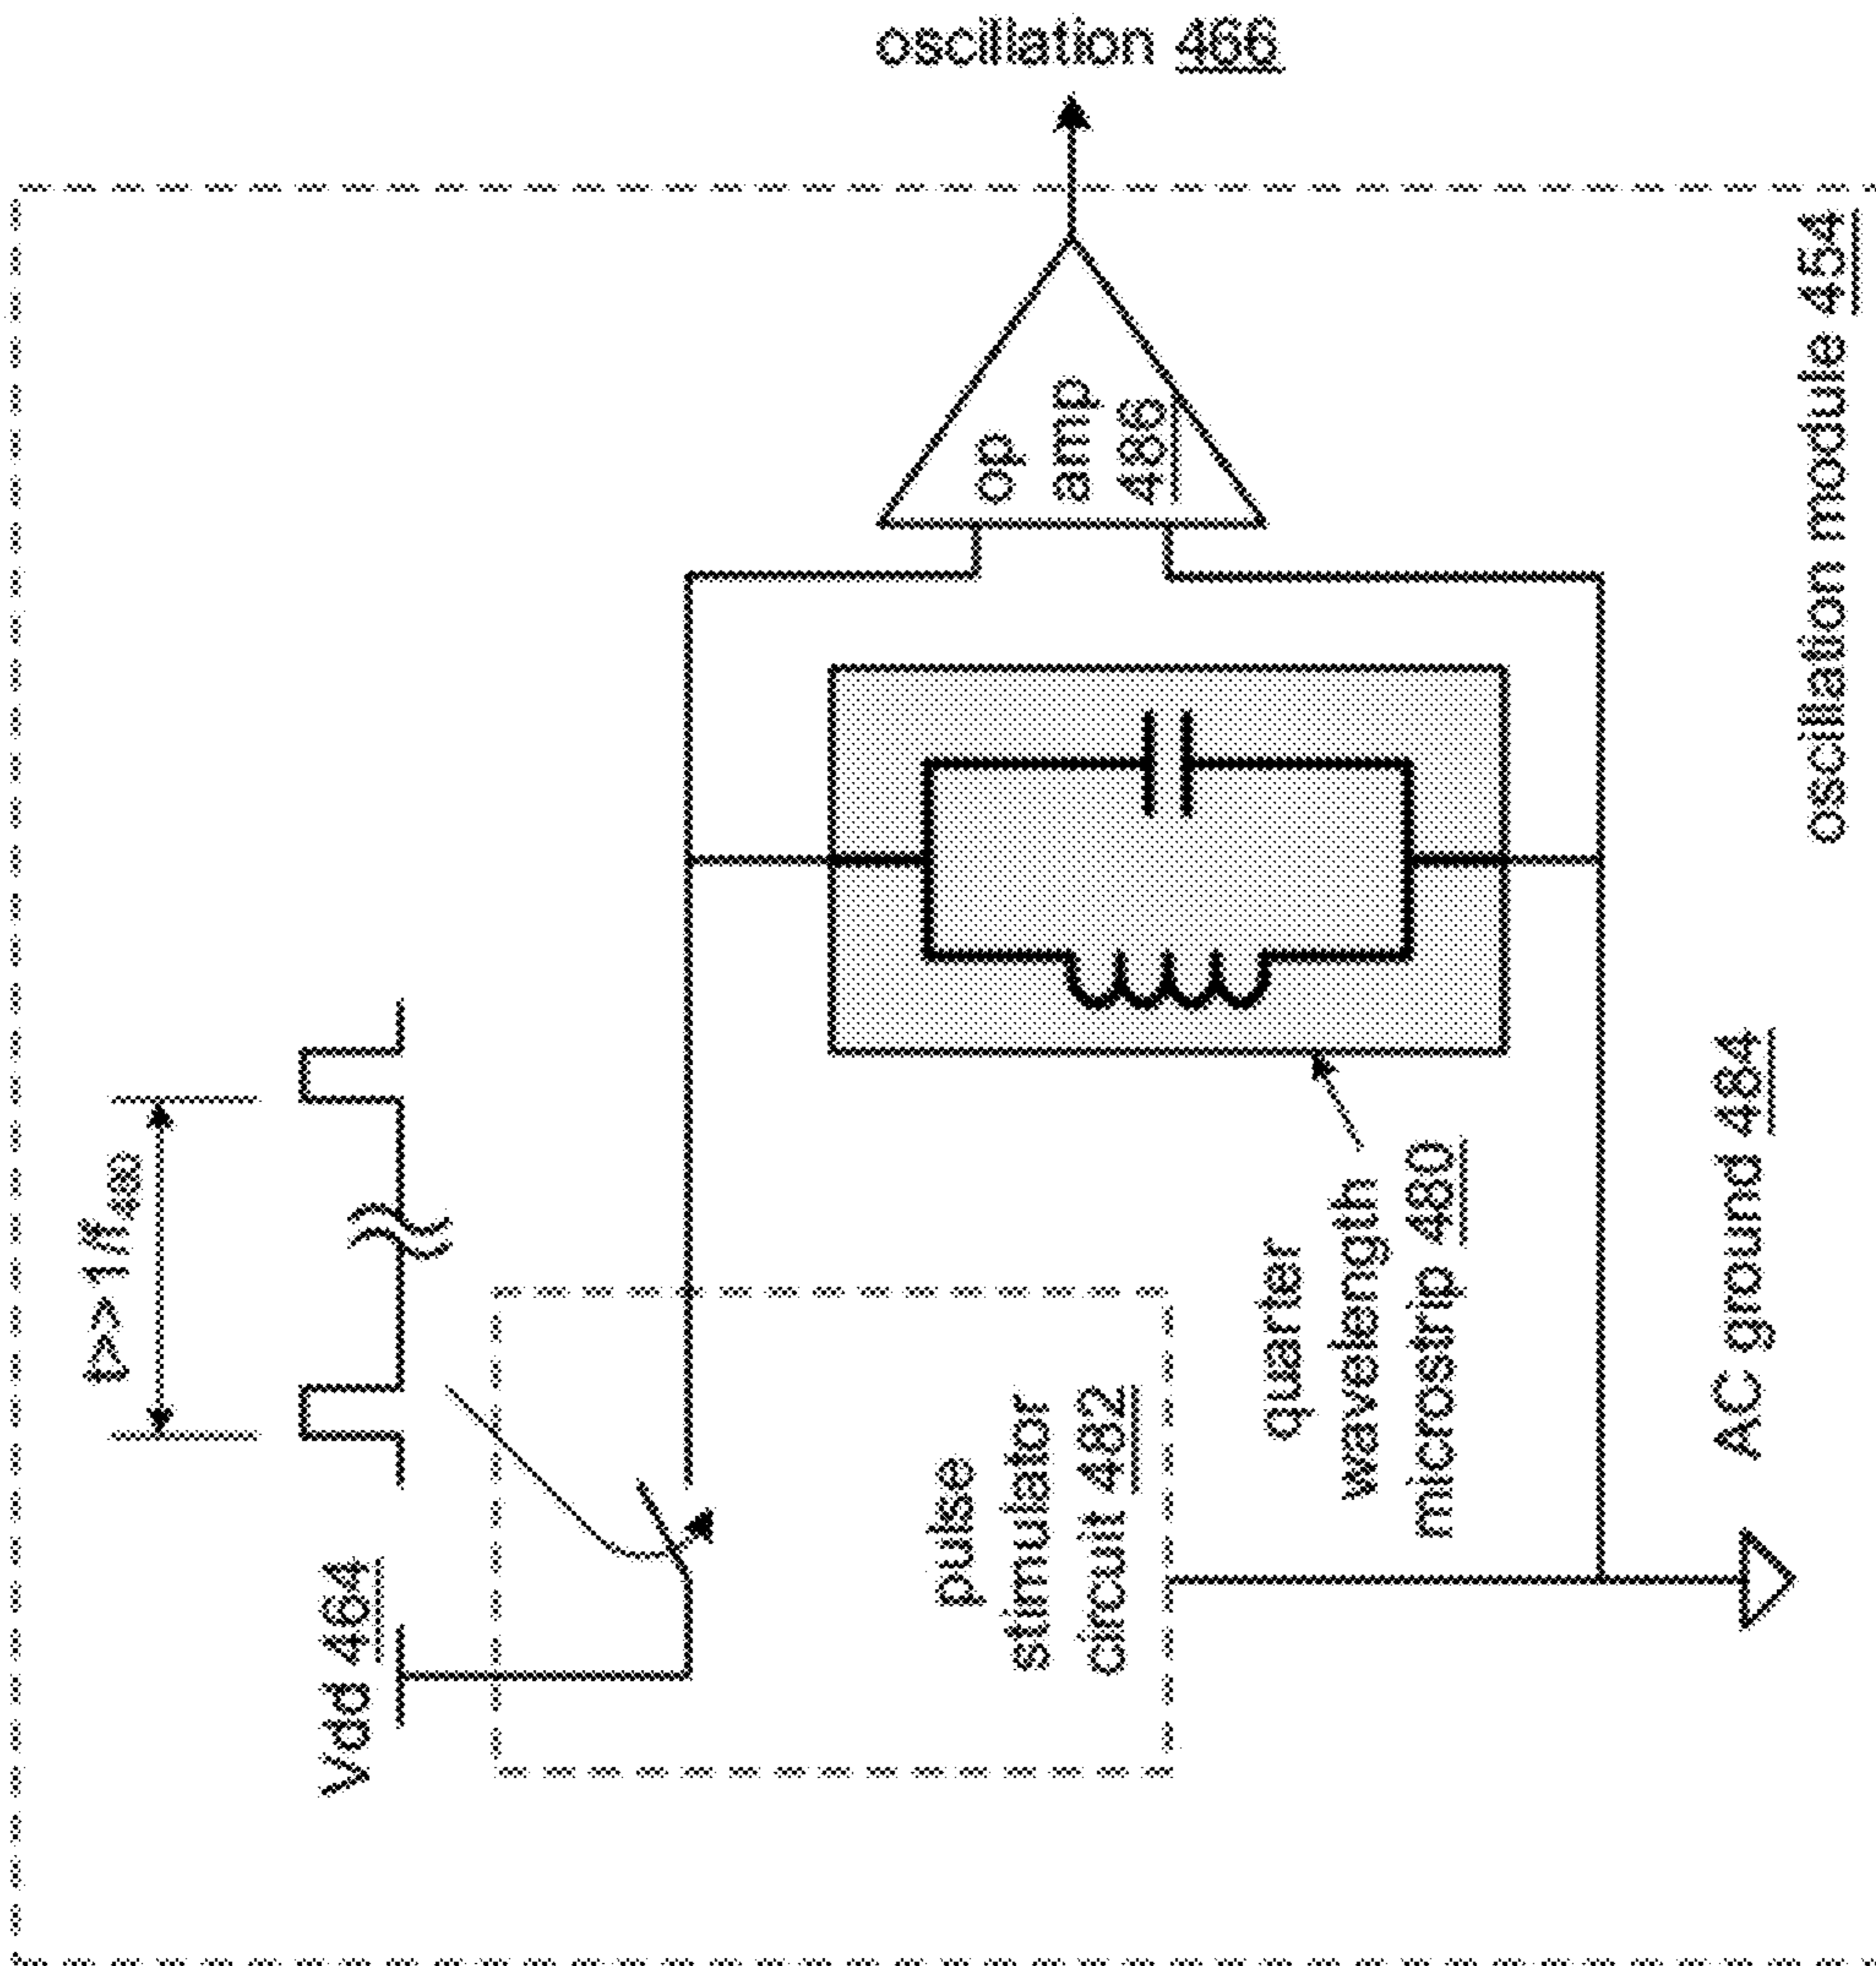 Δ>>1/f480
Vdd 464
pulse
stimulator
circuit 482
quarter
wavelength
microstrip 480
AC ground 484
op
amp
486
oscillation 466
oscillation module 454